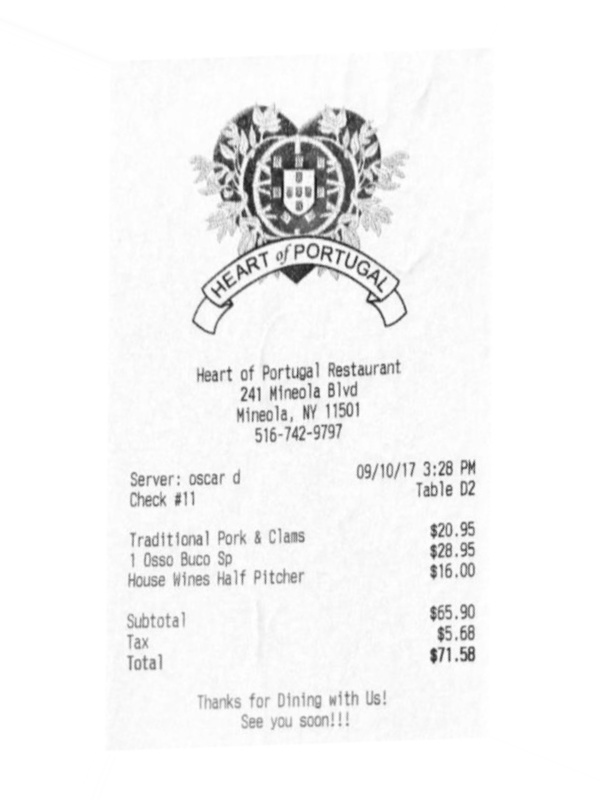 HEART of PORTUGAL
Heart of Portugal Restaurant
241 Mineola Blvd
Mineola, NY 11501
516-742-9797
Server: oscar d 09/10/17 3:28 PM
Check #11 Table D2
Traditional Pork & Clams $20.95
1 Osso Buco Sp $28.95
House Wines Half Pitcher $16.00
Subtotal $65.90
Tax $5.68
Total $71.58
Thanks for Dining with Us!
See you soon!!!